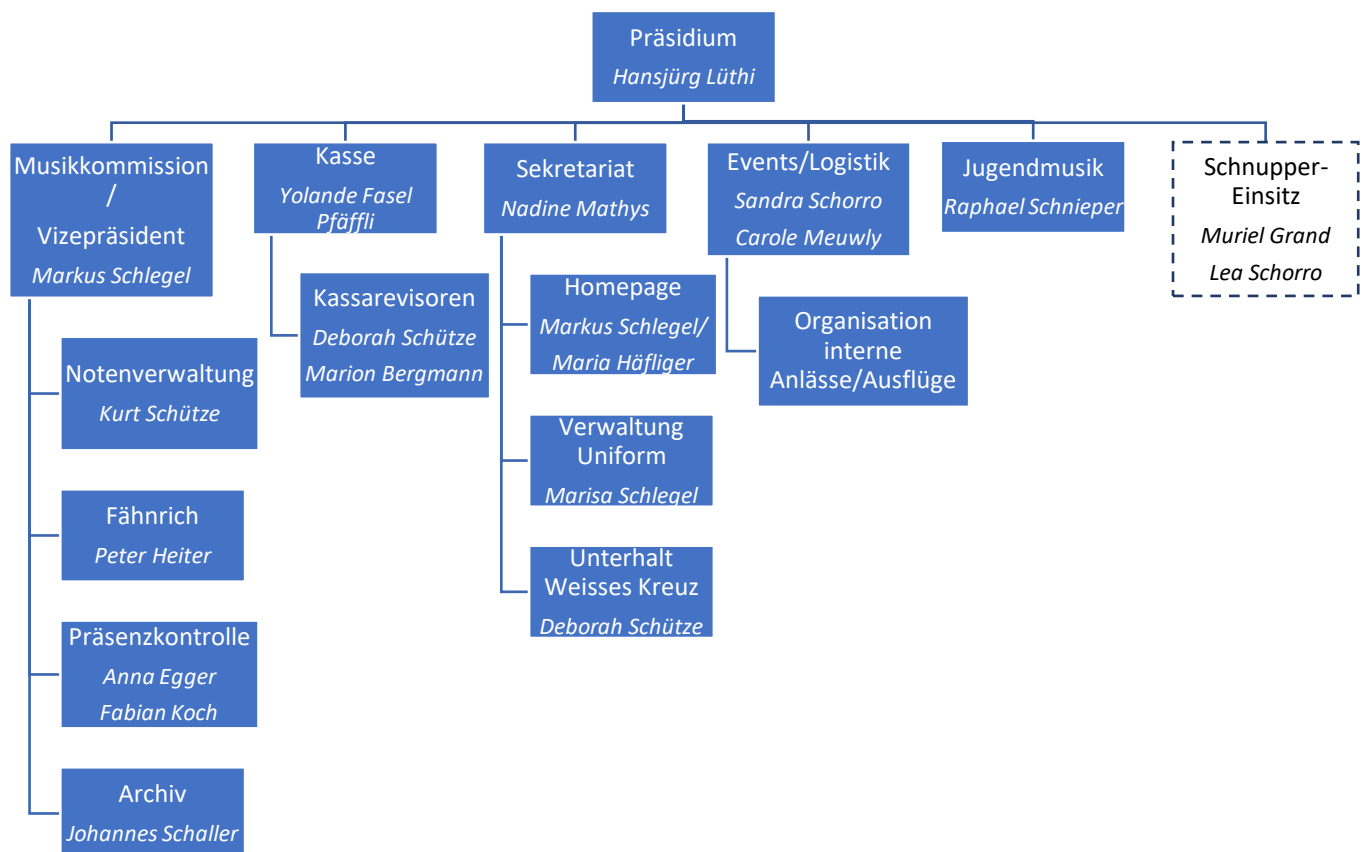 Präsidium
Hansjürg Lüthi
Musikkommission
/
Vizepräsident
Markus Schlegel
Kasse
Yolande Fasel
Pfäffli
Sekretariat
Nadine Mathys
Events/Logistik
Sandra Schorro
Carole Meuwly
Jugendmusik
Raphael Schnieper
Schnupper-
Einsitz
Muriel Grand
Lea Schorro
Notenverwaltung
Kurt Schütze
Fähnrich
Peter Heiter
Präsenzkontrolle
Anna Egger
Fabian Koch
Archiv
Johannes Schaller
Kassarevisoren
Deborah Schütze
Marion Bergmann
Homepage
Markus Schlegel/
Maria Häfliger
Verwaltung
Uniform
Marisa Schlegel
Unterhalt
Weisses Kreuz
Deborah Schütze
Organisation
interne
Anlässe/Ausflüge